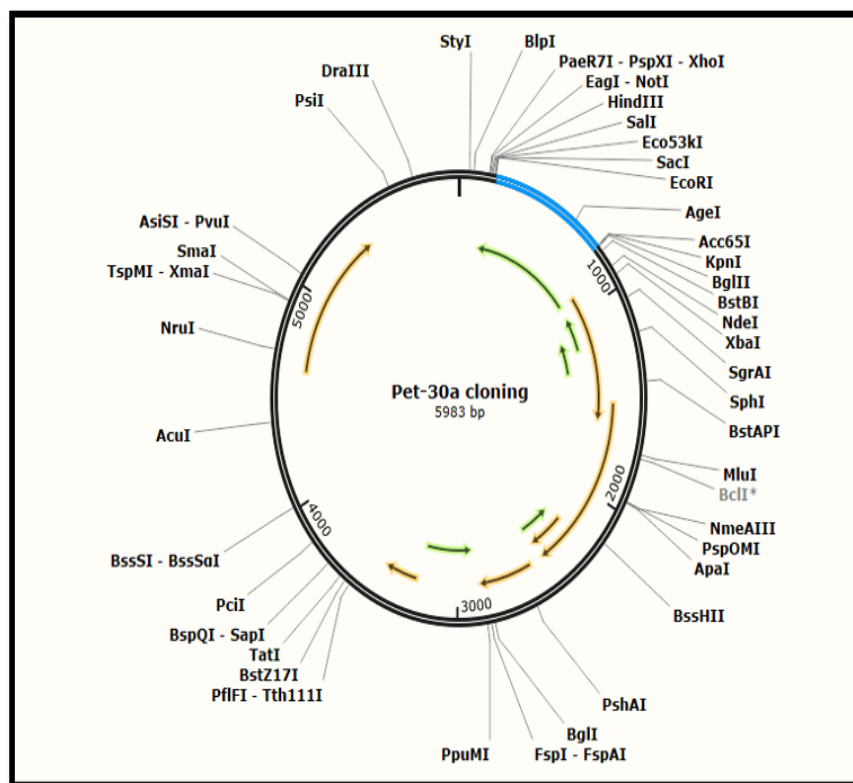 StyI
BlpI
PaeR7I - PspXI - XhoI
EagI - NotI
HindIII
SalI
Eco53kI
SacI
EcoRI
AgeI
Acc65I
KpnI
BglII
BstBI
NdeI
XbaI
SgrAI
SphI
BstAPI
MluI
BclI*
NmeAIII
PspOMI
ApaI
BssHII
PshAI
BglI
FspI - FspAI
PpuMI
PflFI - Tth111I
BstZ17I
TatI
BspQI - SapI
PciI
BssSI - BssSαI
AcuI
NruI
TspMI - XmaI
SmaI
AsiSI - PvuI
PsiI
DraIII
1000
2000
3000
4000
5000
Pet-30a cloning
5983 bp